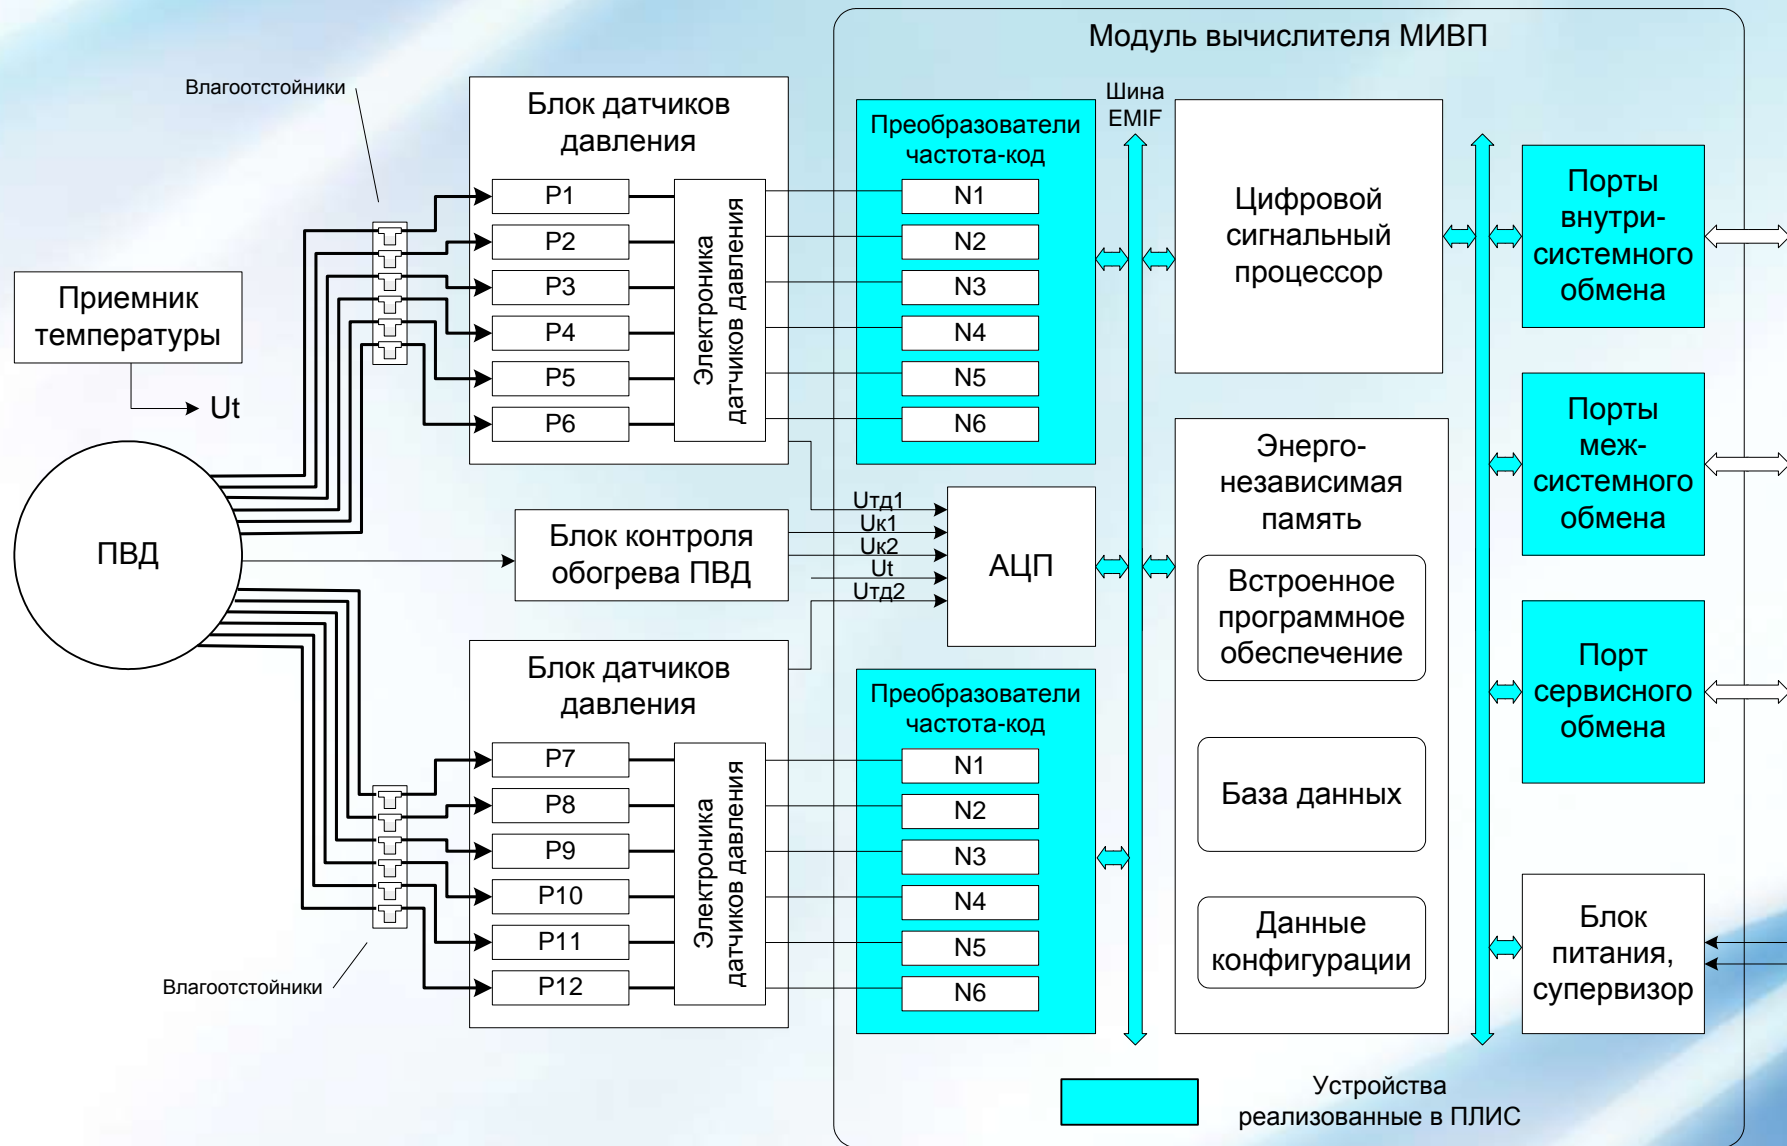 Модуль вычислителя МИВП
Влагоотстойники
Блок датчиков
давления
P1
P2
P3
P4
P5
P6
Электроника
датчиков давления
Преобразователи
частота-код
N1
N2
N3
N4
N5
N6
Шина
EMIF
Цифровой
сигнальный
процессор
Порты
внутри-
системного
обмена
Приемник
температуры
Ut
ПВД
Блок контроля
обогрева ПВД
Uтд1
Uк1
Uк2
Ut
Uтд2
АЦП
Энерго-
независимая
память
Встроенное
программное
обеспечение
База данных
Данные
конфигурации
Порты
меж-
системного
обмена
Порт
сервисного
обмена
Блок
питания,
супервизор
Блок датчиков
давления
P7
P8
P9
P10
P11
P12
Электроника
датчиков давления
Преобразователи
частота-код
N1
N2
N3
N4
N5
N6
Влагоотстойники
Устройства
реализованные в ПЛИС